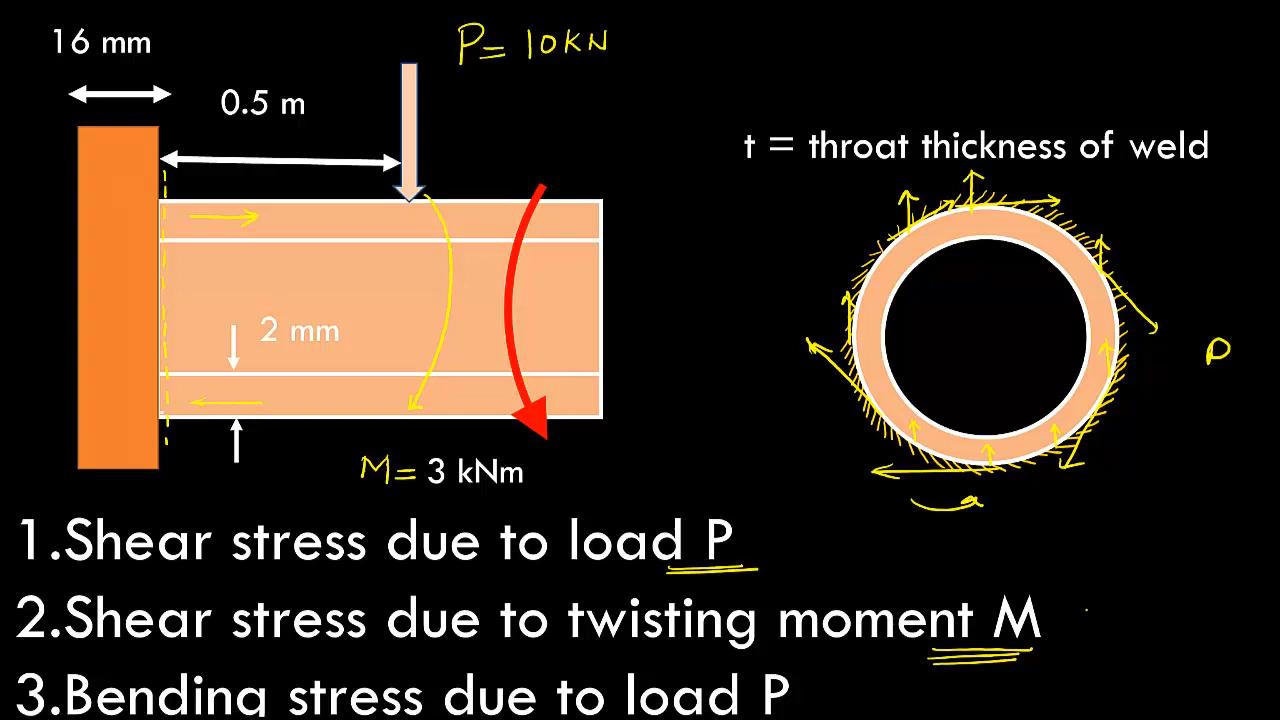 16 mm
P = 10KN
0.5 m
t = throat thickness of weld
2 mm
M = 3 kNm
1.Shear stress due to load P
2.Shear stress due to twisting moment M
3.Bending stress due to load P